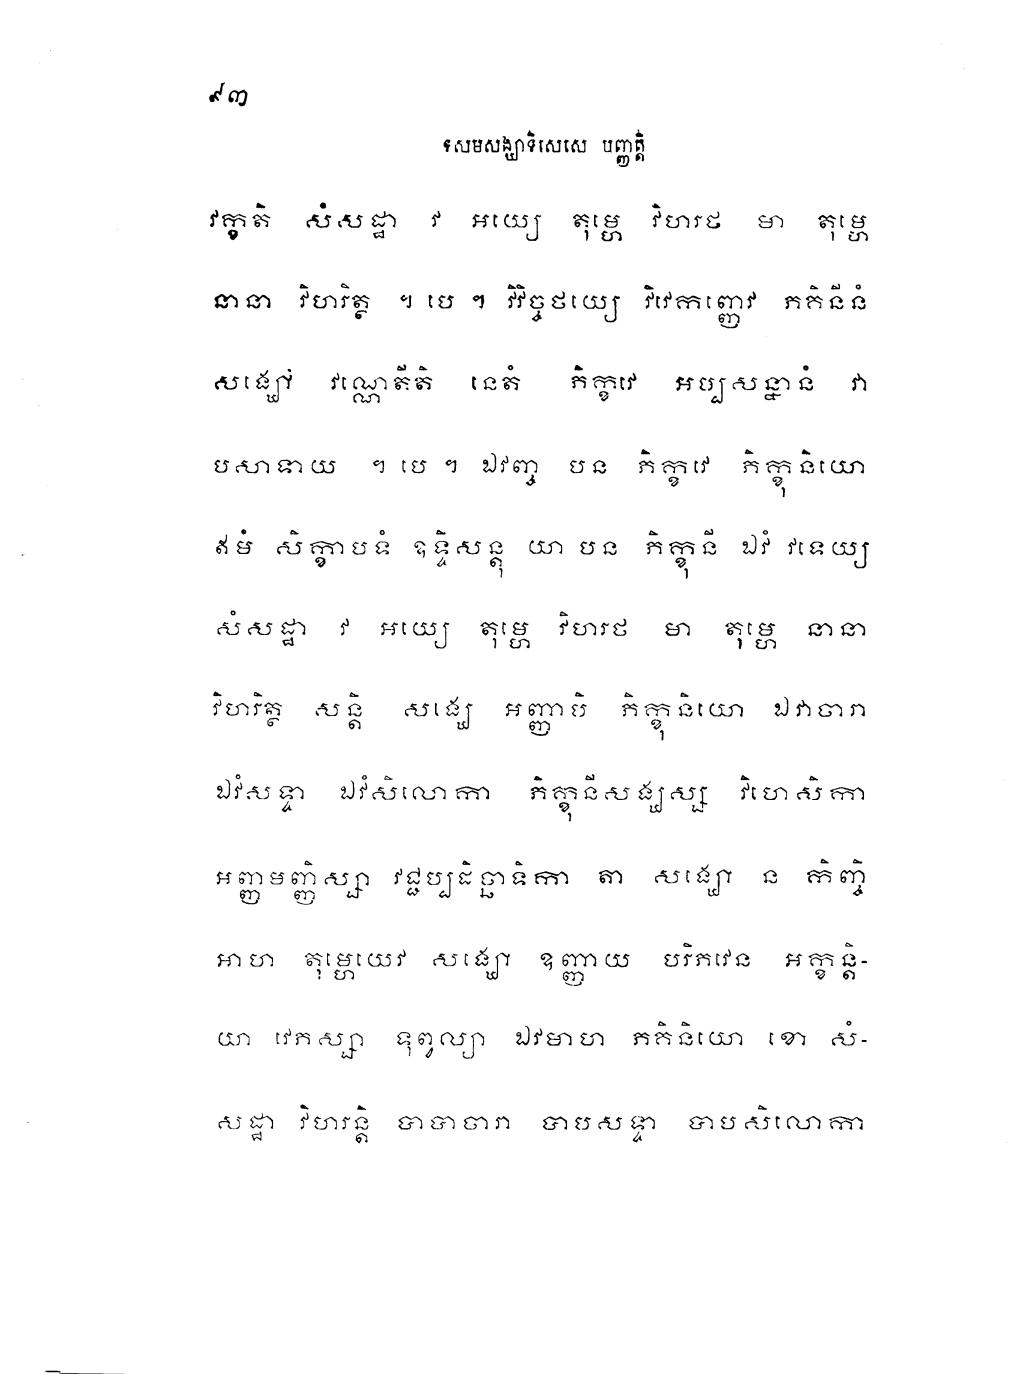 ៩៣
ទសមសង្ឃាទិសេសេ បញ្ញត្តិ
វក្ខតិ សំសដ្ឋា វ អយ្យេ តុម្ហេ វិហរថ មា តុម្ហេ
នានា វិហរិត្ថ ។ បេ ។ វិវិច្ចថយ្យេ វិវេកញ្ញេវ ភគិនីនំ
សង្ឃោ វណ្ណេតីតិ នេតំ ភិក្ខវេ អប្បសន្នានំ វា
បសាទាយ ។ បេ ។ ឯវញ្ច បន ភិក្ខវេ ភិក្ខុនិយោ
ឥមំ សិក្ខាបទំ ឧទ្ទិសន្តុ យា បន ភិក្ខុនី ឯវំ វទេយ្យ
សំសដ្ឋា វ អយ្យេ តុម្ហេ វិហរថ មា តុម្ហេ នានា
វិហរិត្ថ សន្តិ សង្ឃេ អញ្ញាបិ ភិក្ខុនិយោ ឯវាចារា
ឯវំសទ្ទា ឯវំសិលោកា ភិក្ខុនីសង្ឃស្ស វិហេសិកា
អញ្ញមញ្ញិស្សា វជ្ជប្បដិច្ឆាទិកា តា សង្ឃោ ន កិញ្ចិ
អាហ តុម្ហេយេវ សង្ឃោ ឧញ្ញាយ បរិភវេន អក្ខន្តិ-
យា វេភស្សា ទុព្វល្យា ឯវមាហ ភគិនិយោ ខោ សំ-
សដ្ឋា វិហរន្តិ បាបាចារា បាបសទ្ទា បាបសិលោកា